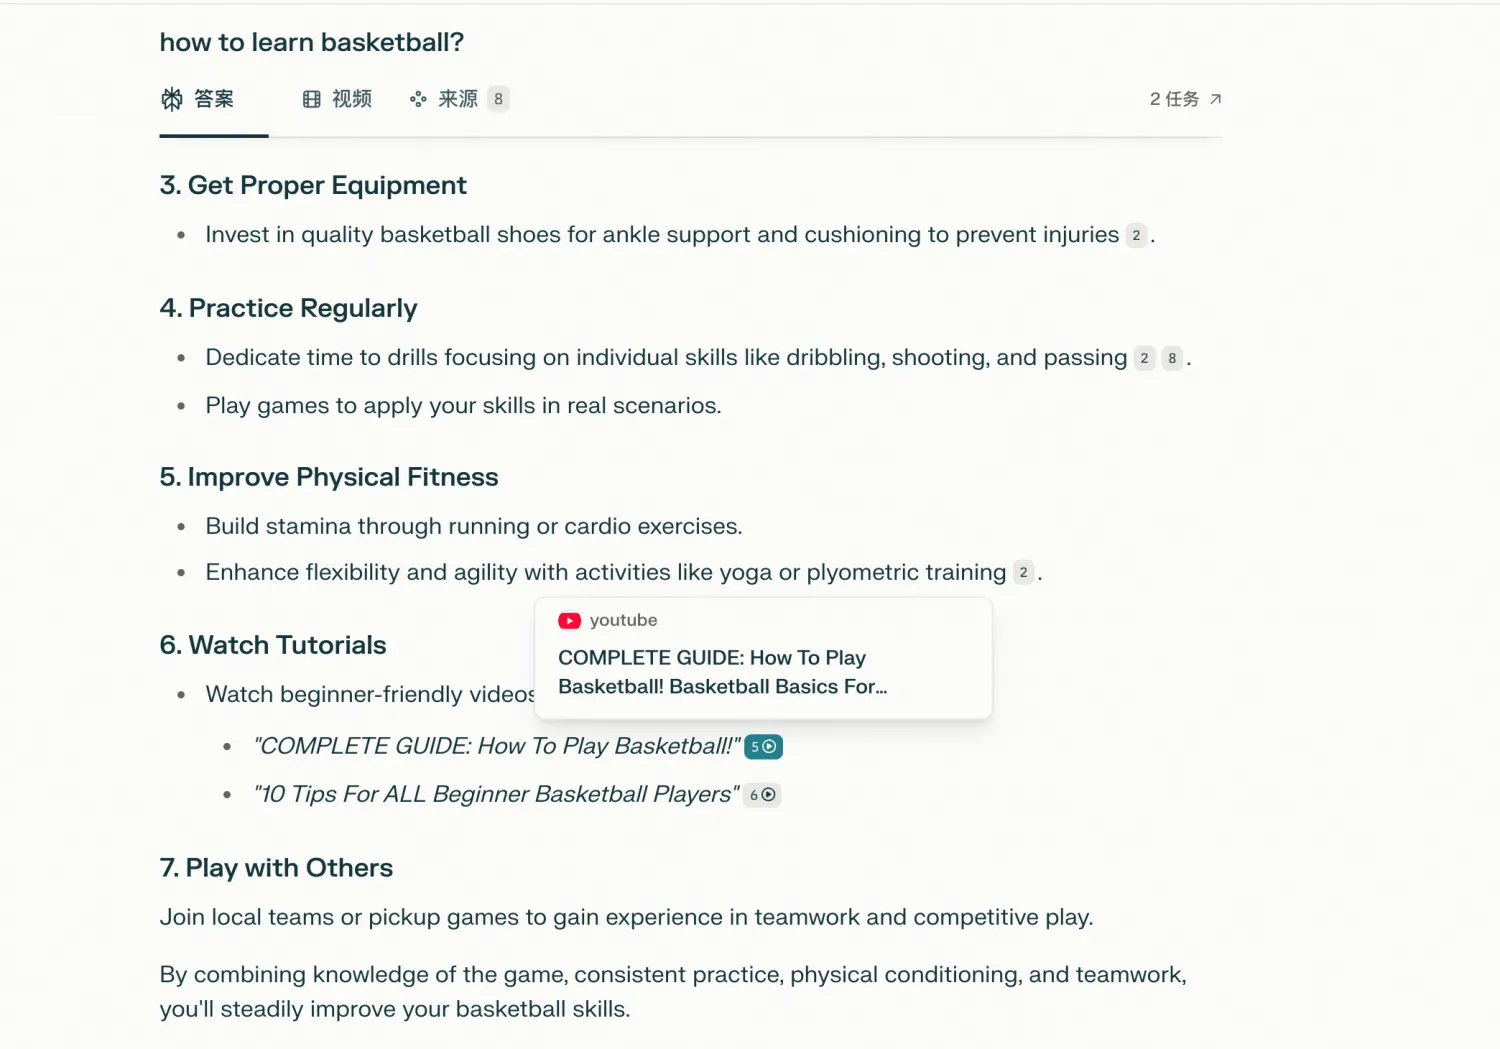 how to learn basketball?
答案 视频 来源 8 2 任务
3. Get Proper Equipment
Invest in quality basketball shoes for ankle support and cushioning to prevent injuries 2 .
4. Practice Regularly
Dedicate time to drills focusing on individual skills like dribbling, shooting, and passing 2 8 .
Play games to apply your skills in real scenarios.
5. Improve Physical Fitness
Build stamina through running or cardio exercises.
Enhance flexibility and agility with activities like yoga or plyometric training 2 .
youtube
COMPLETE GUIDE: How To Play
Basketball! Basketball Basics For...
6. Watch Tutorials
Watch beginner-friendly videos
"COMPLETE GUIDE: How To Play Basketball!" 5
"10 Tips For ALL Beginner Basketball Players" 6
7. Play with Others
Join local teams or pickup games to gain experience in teamwork and competitive play.
By combining knowledge of the game, consistent practice, physical conditioning, and teamwork,
you'll steadily improve your basketball skills.